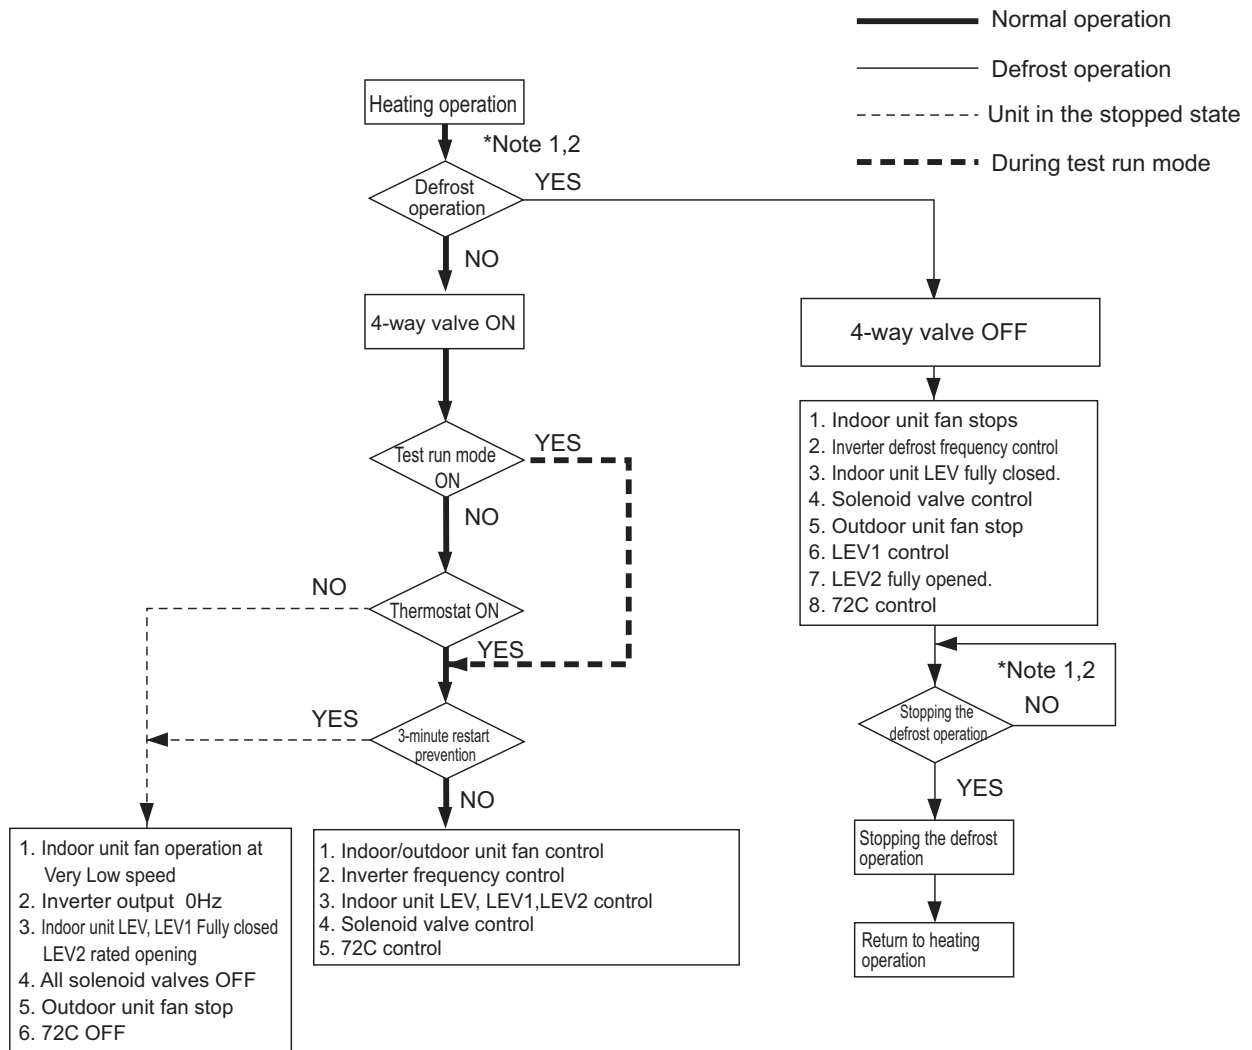 Normal operation
Defrost operation
Unit in the stopped state
During test run mode
Heating operation
*Note 1,2
Defrost
operation
YES
NO
4-way valve ON
Test run mode
ON
YES
NO
Thermostat ON
NO
YES
3-minute restart
prevention
YES
NO
1. Indoor unit fan operation at
Very Low speed
2. Inverter output 0Hz
3. Indoor unit LEV, LEV1 Fully closed
LEV2 rated opening
4. All solenoid valves OFF
5. Outdoor unit fan stop
6. 72C OFF
1. Indoor/outdoor unit fan control
2. Inverter frequency control
3. Indoor unit LEV, LEV1,LEV2 control
4. Solenoid valve control
5. 72C control
4-way valve OFF
1. Indoor unit fan stops
2. Inverter defrost frequency control
3. Indoor unit LEV fully closed.
4. Solenoid valve control
5. Outdoor unit fan stop
6. LEV1 control
7. LEV2 fully opened.
8. 72C control
*Note 1,2
NO
Stopping the
defrost operation
YES
Stopping the defrost
operation
Return to heating
operation